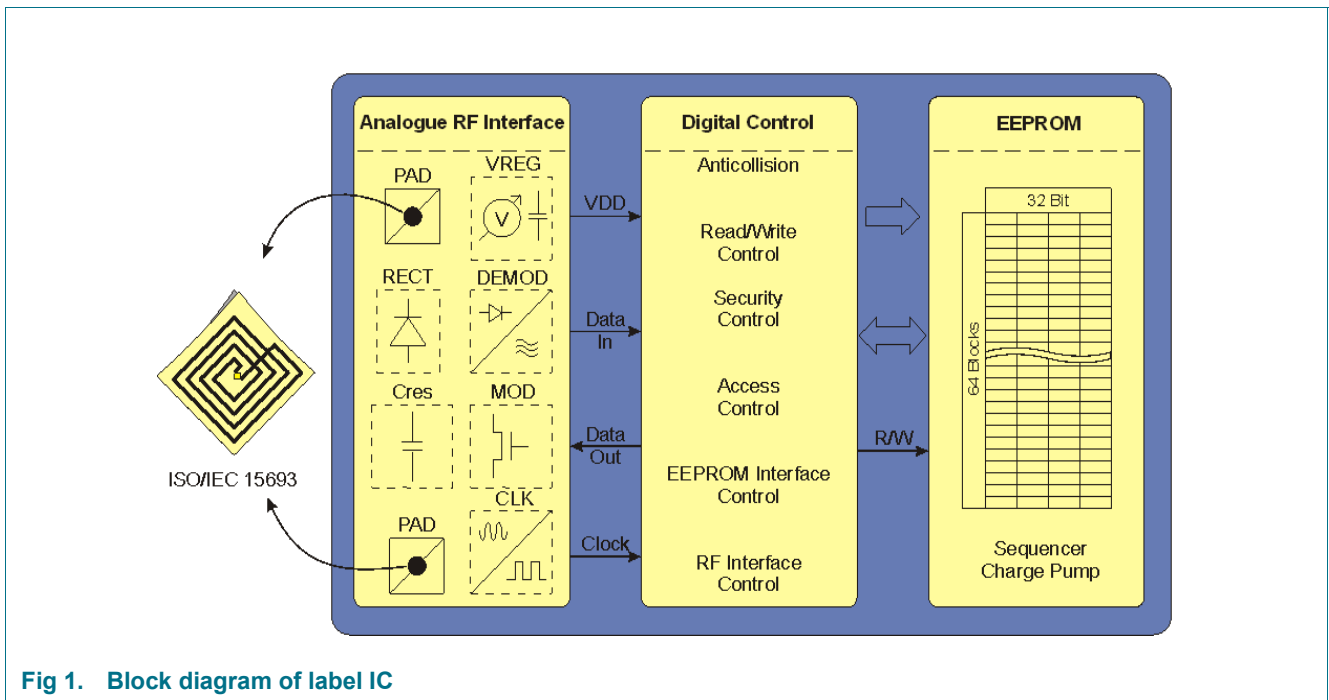 Analogue RF Interface
PAD
VREG
V
RECT
DEMOD
Cres
MOD
PAD
CLK
ISO/IEC 15693
VDD
Data
In
Data
Out
Clock
Digital Control
Anticollision
Read/Write
Control
Security
Control
Access
Control
EEPROM Interface
Control
RF Interface
Control
R/W
EEPROM
32 Bit
64 Blocks
Sequencer
Charge Pump
Fig 1. Block diagram of label IC